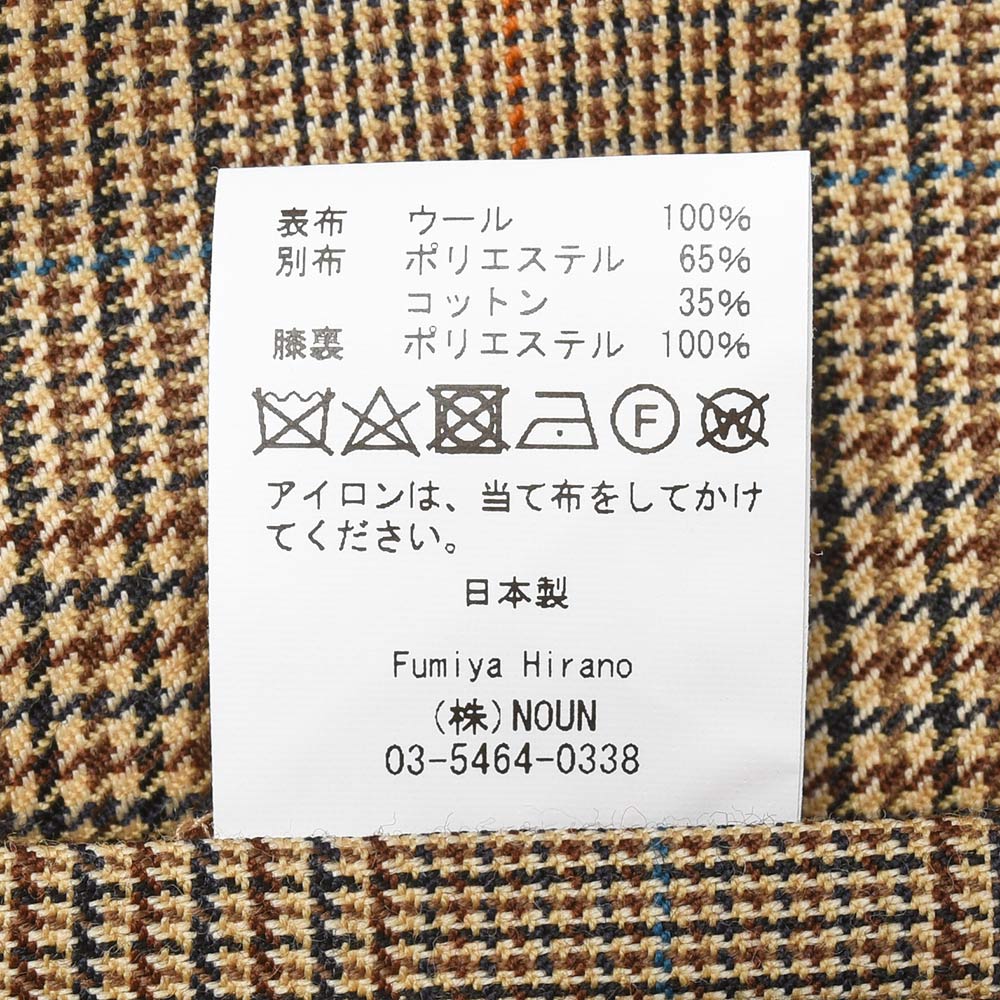 表布 ウール 100%
別布 ポリエステル 65%
コットン 35%
膝裏 ポリエステル 100%
F W
アイロンは、当て布をしてかけ
てください。
日本製
Fumiya Hirano
(株)NOUN
03-5464-0338